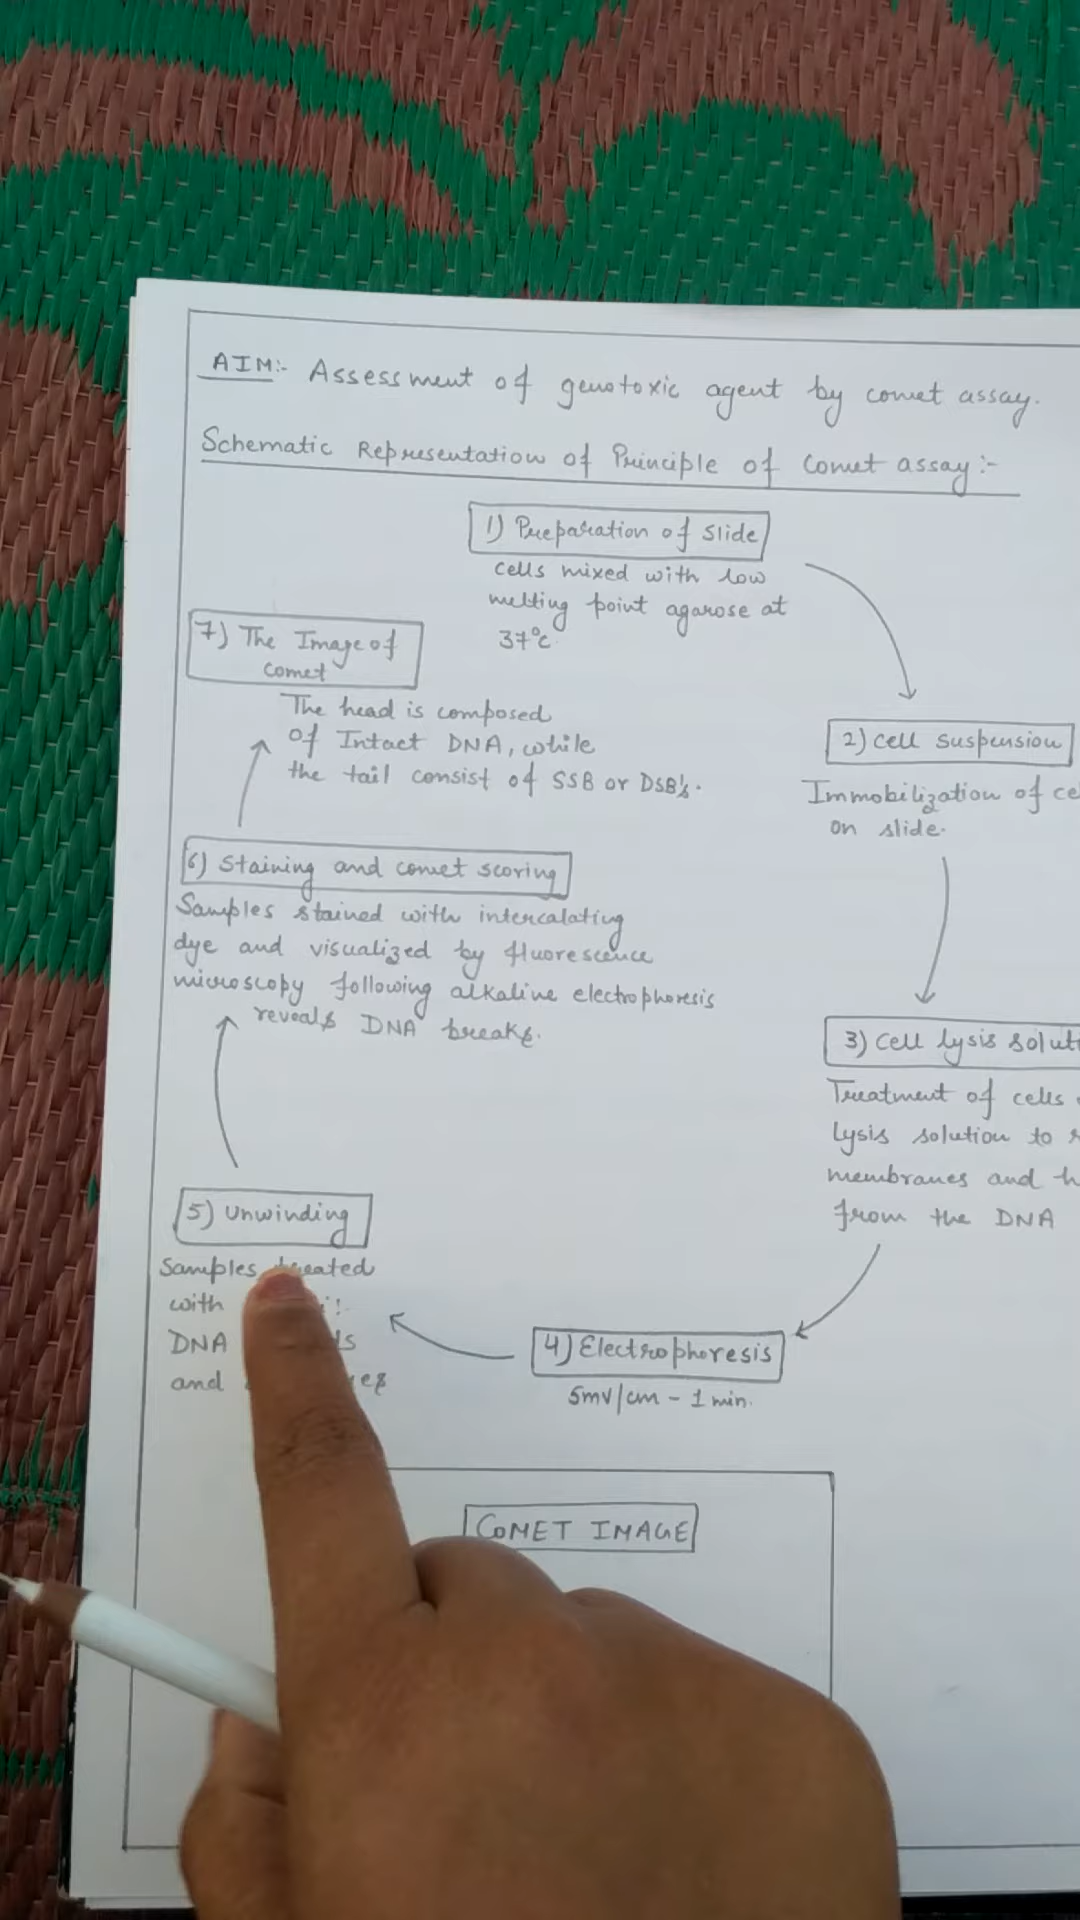 AIM:- Assessment of genotoxic agent by comet assay.
Schematic Representation of Principle of Comet assay :-
1) Preparation of slide
cells mixed with low
melting point agarose at
37°c.
2) cell suspension
Immobilization of
on slide.
3) cell lysis
Treatment of cells
lysis solution to
membranes and
from the DNA
4) Electrophoresis
5mv/cm - 1 min.
5) Unwinding
Samples treated
with
DNA
and
6) Staining and comet scoring
Samples stained with intercalating
dye and visualized by fluorescence
microscopy following alkaline electrophoresis
reveals DNA breaks.
7) The Image of
comet
The head is composed
of Intact DNA, while
the tail consist of SSB or DSB's.
COMET IMAGE